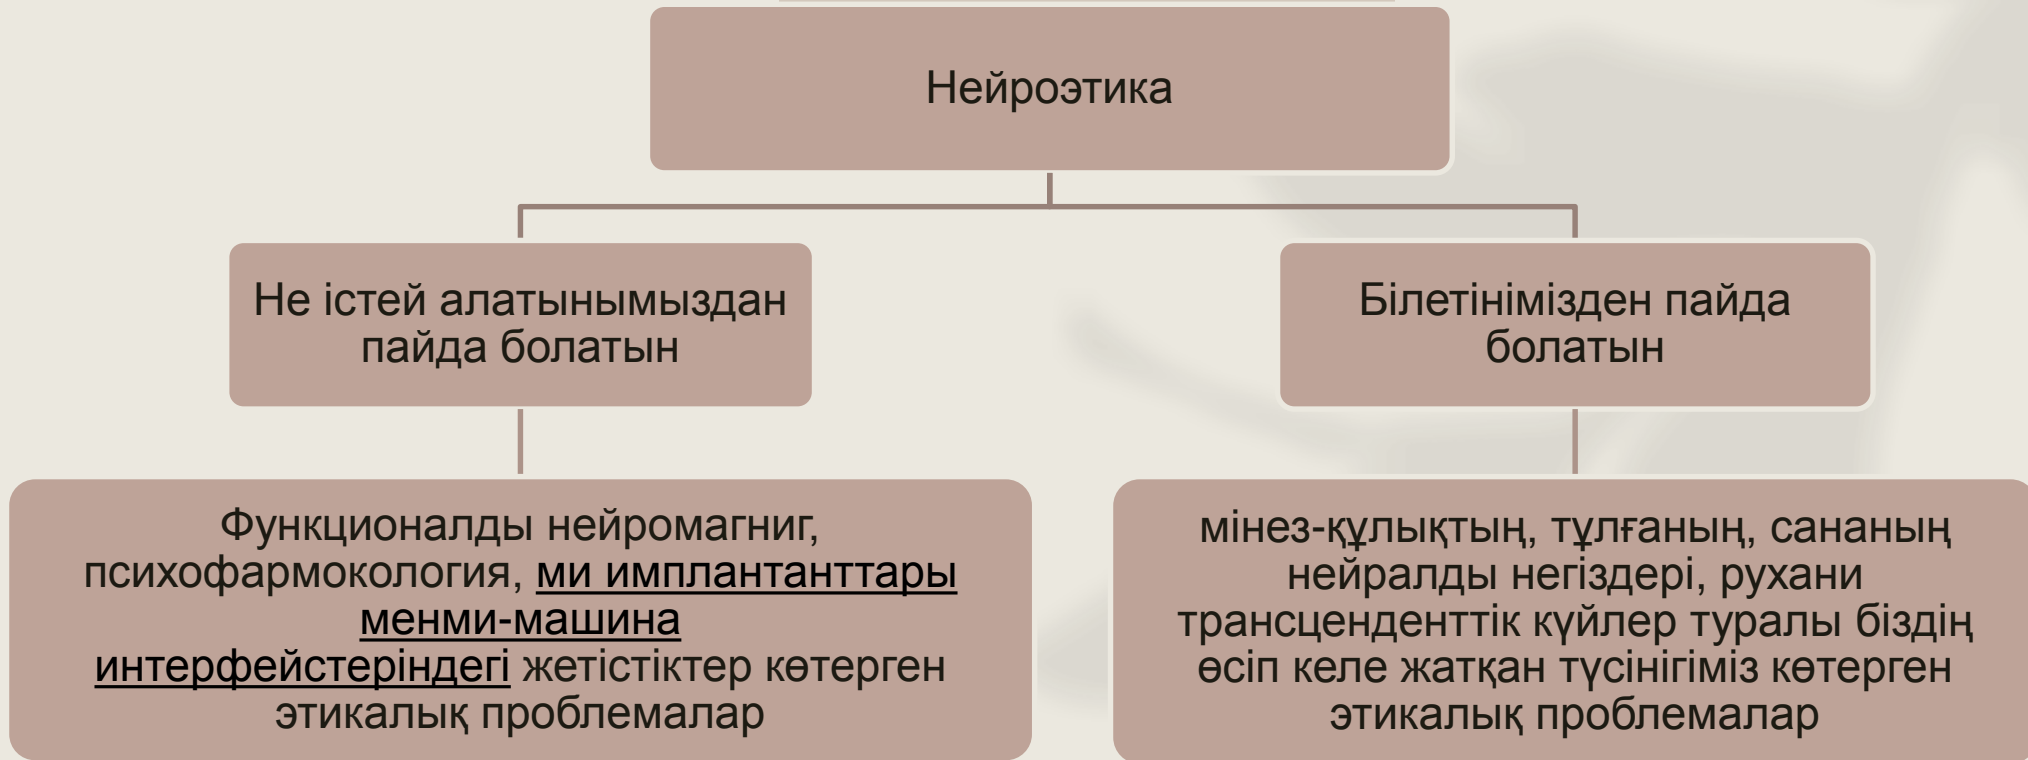 Нейроэтика
Не істей алатынымыздан
пайда болатын
Білетінімізден пайда
болатын
Функционалды нейромагниг,
психофармокология, ми имплантанттары
менми-машина
интерфейстеріндегі жетістіктер көтерген
этикалық проблемалар
мінез-құлықтың, тұлғаның, сананың
нейралды негіздері, рухани
трансценденттік күйлер туралы біздің
өсіп келе жатқан түсінігіміз көтерген
этикалық проблемалар